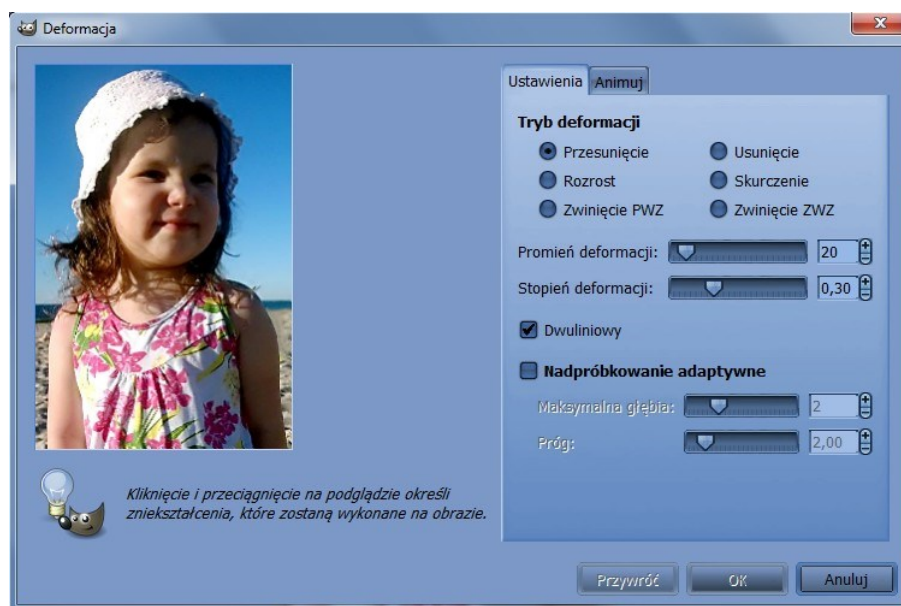 Deformacja
Ustawienia Animuj
Tryb deformacji
Przesunięcie Usunięcie
Rozrost Skurczenie
Zwinięcie PWZ Zwinięcie ZWZ
Promień deformacji: 20
Stopień deformacji: 0,30
Dwuliniowy
Nadpróbkowanie adaptywne
Maksymalna głębia: 2
Próg: 2,00
Kliknięcie i przeciągnięcie na podglądzie określi
zniekształcenia, które zostaną wykonane na obrazie.
Przywróć OK Anuluj